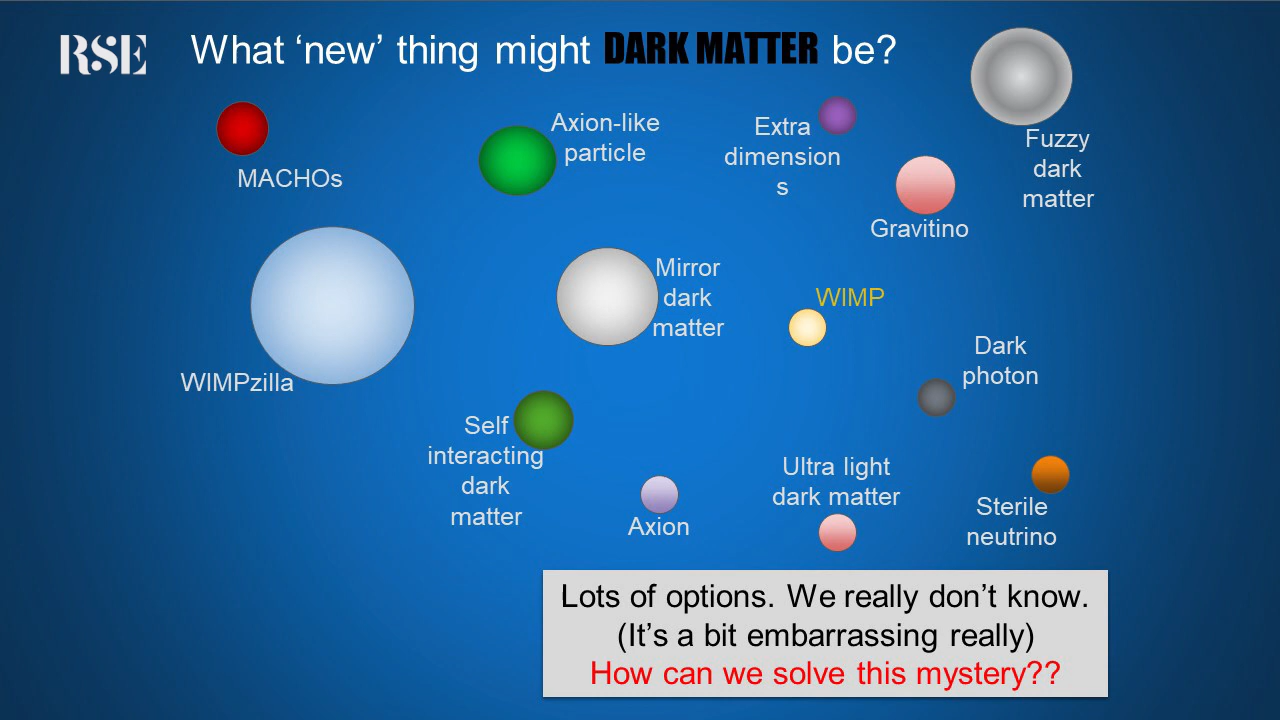 RSE
What ‘new’ thing might DARK MATTER be?
MACHOs
Axion-like
particle
Extra
dimension
s
Fuzzy
dark
matter
Gravitino
WIMPzilla
Mirror
dark
matter
WIMP
Dark
photon
Self
interacting
dark
matter
Axion
Ultra light
dark matter
Sterile
neutrino
Lots of options. We really don’t know.
(It’s a bit embarrassing really)
How can we solve this mystery??